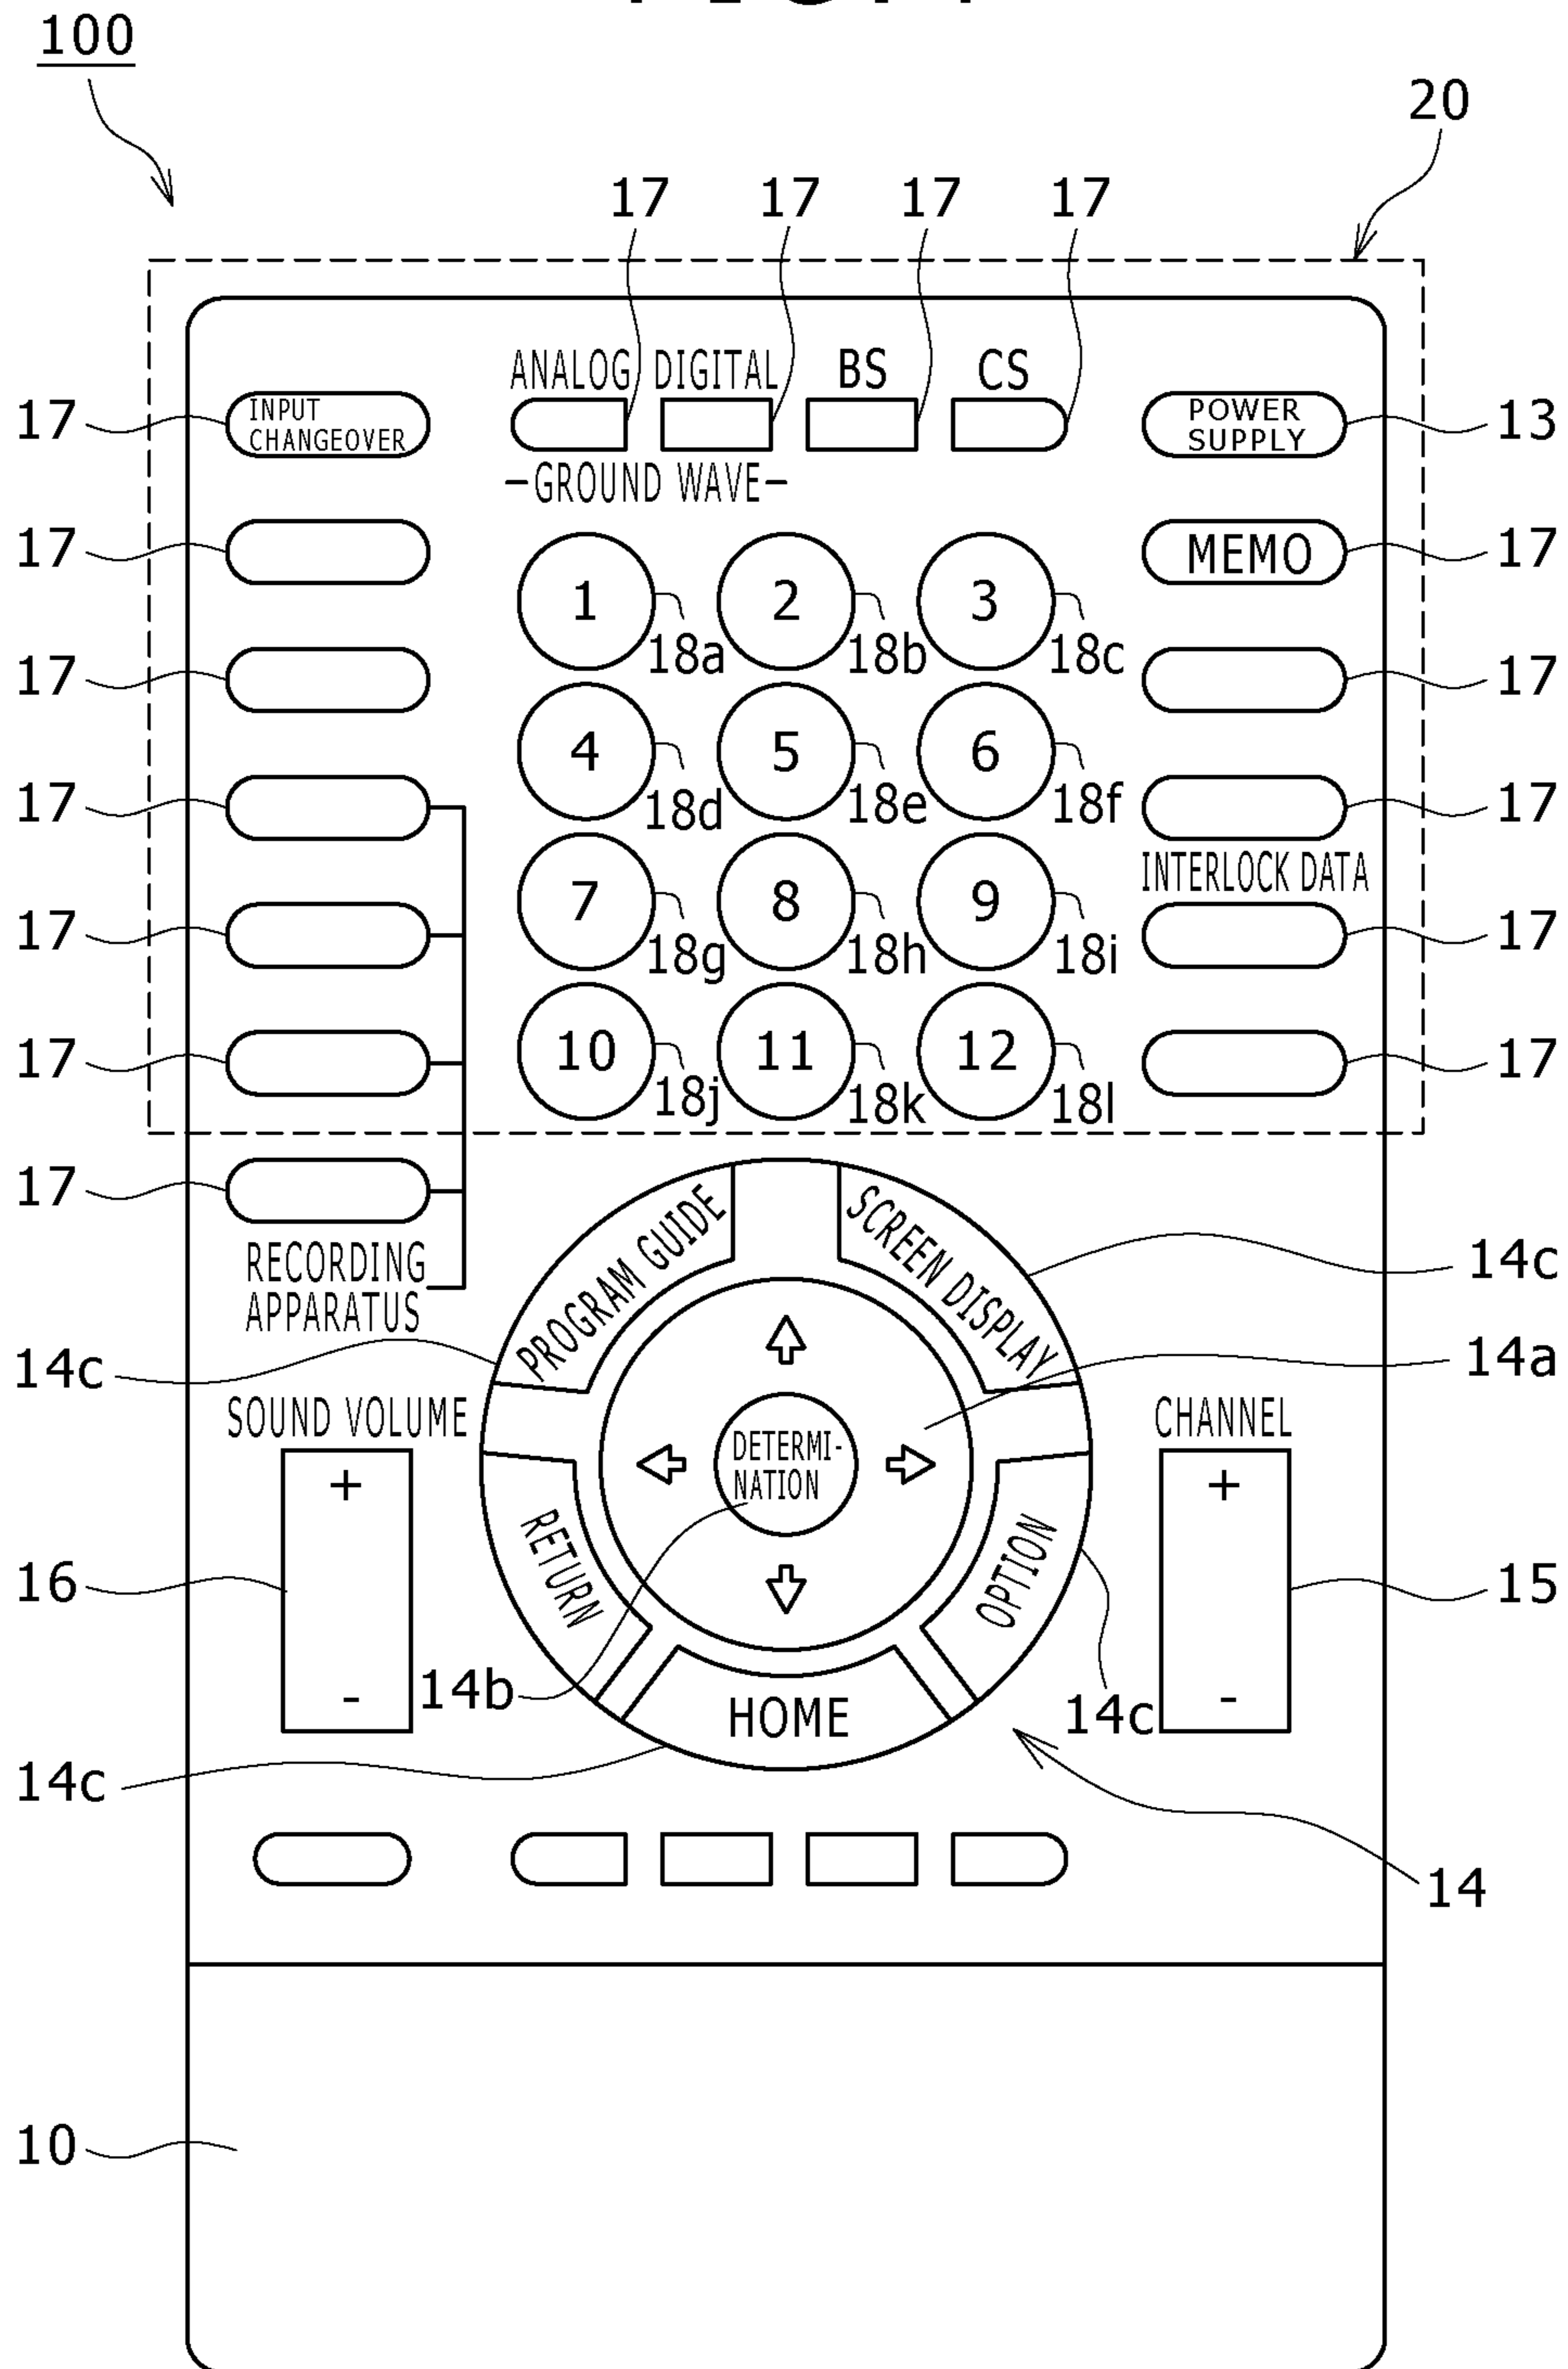 100
20
17 17 17 17
ANALOG DIGITAL BS CS
17 INPUT CHANGEOVER
POWER SUPPLY 13
-GROUND WAVE-
17 MEMO 17
1 2 3
18a 18b 18c
17 17
4 5 6
17 18d 18e 18f 17
INTERLOCK DATA
7 8 9
17 18g 18h 18i 17
10 11 12
17 18j 18k 18l 17
17
RECORDING
APPARATUS
PROGRAM GUIDE
SCREEN DISPLAY
14c
14c
14a
SOUND VOLUME
CHANNEL
+
+
DETERMI-
NATION
RETURN
OPTION
16
15
-
-
14b
HOME
14c
14c
14
10